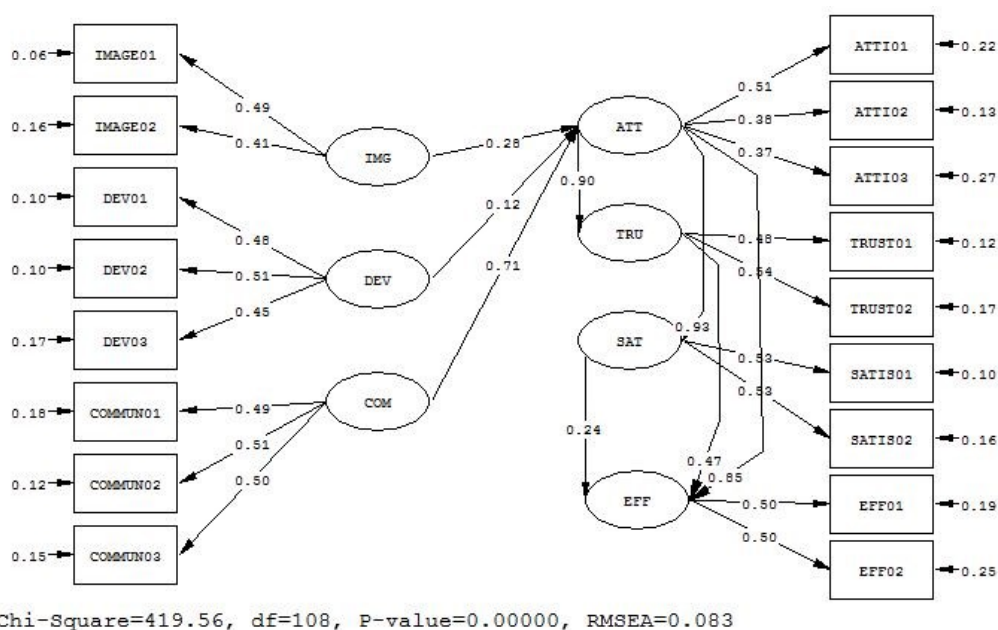 0.06 IMAGE01
0.16 IMAGE02
0.10 DEV01
0.10 DEV02
0.17 DEV03
0.18 COMMUN01
0.12 COMMUN02
0.15 COMMUN03
0.49
0.41
0.48
0.51
0.45
0.49
0.51
0.50
IMG
DEV
COM
0.28
0.12
0.71
ATT
0.90
TRU
SAT
0.24
EFF
0.93
0.47
0.85
0.51
0.38
0.37
0.48
0.54
0.53
0.53
0.50
0.50
ATTI01 0.22
ATTI02 0.13
ATTI03 0.27
TRUST01 0.12
TRUST02 0.17
SATIS01 0.10
SATIS02 0.16
EFF01 0.19
EFF02 0.25
Chi-Square=419.56, df=108, P-value=0.00000, RMSEA=0.083